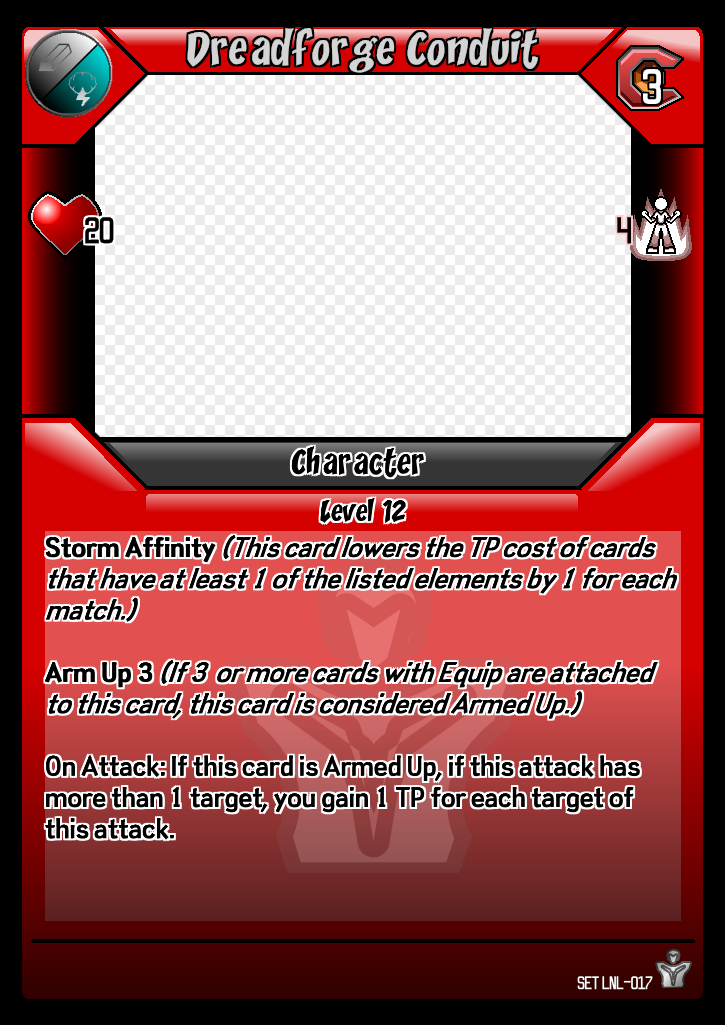 Dreadforge Conduit
3
20
4
Character
Level 12
Storm Affinity (This card lowers the TP cost of cards
that have at least 1 of the listed elements by 1 for each
match.)
Arm Up 3 (If 3 or more cards with Equip are attached
to this card, this card is considered Armed Up.)
On Attack: If this card is Armed Up, if this attack has
more than 1 target, you gain 1 TP for each target of
this attack.
SET LNL-017